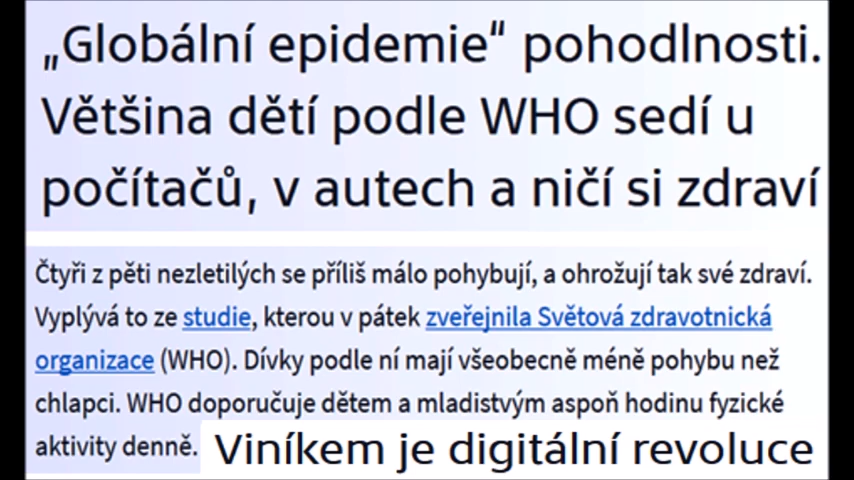 „Globální epidemie“ pohodlnosti.
Většina dětí podle WHO sedí u
počítačů, v autech a ničí si zdraví
Čtyři z pěti nezletilých se příliš málo pohybují, a ohrožují tak své zdraví.
Vyplývá to ze studie, kterou v pátek zveřejnila Světová zdravotnická
organizace (WHO). Dívky podle ní mají všeobecně méně pohybu než
chlapci. WHO doporučuje dětem a mladistvým aspoň hodinu fyzické
aktivity denně. Viníkem je digitální revoluce